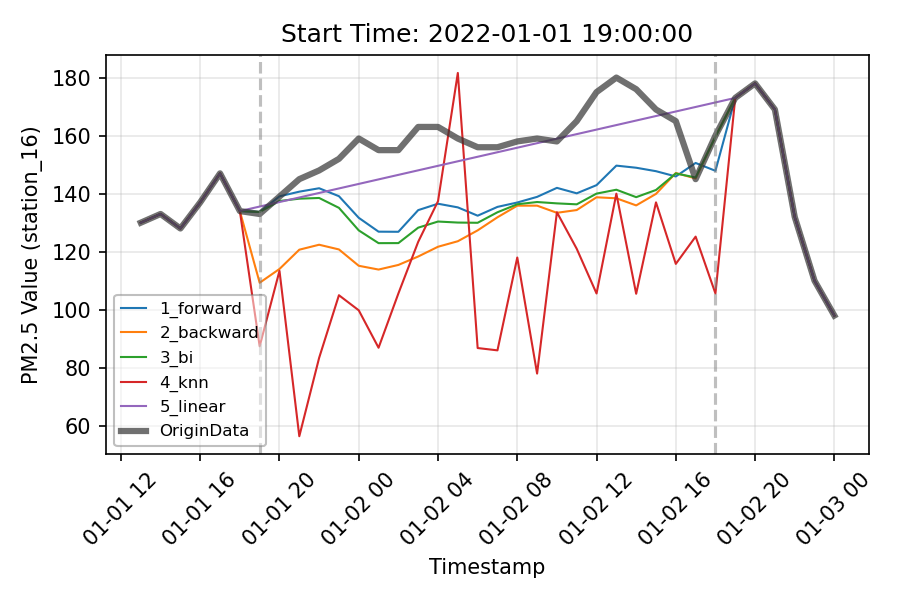 Start Time: 2022-01-01 19:00:00
PM2.5 Value (station_16)
180
160
140
120
100
80
60
1_forward
2_backward
3_bi
4_knn
5_linear
OriginData
01-01 12
01-01 16
01-01 20
01-02 00
01-02 04
01-02 08
01-02 12
01-02 16
01-02 20
01-03 00
Timestamp